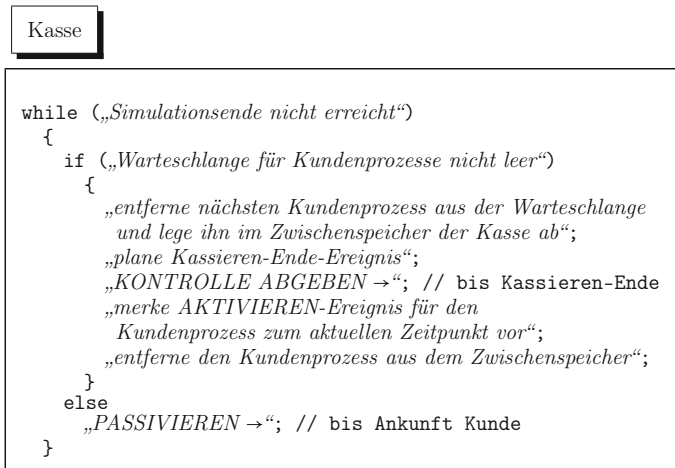 Kasse
while („Simulationsende nicht erreicht“)
{
if („Warteschlange für Kundenprozesse nicht leer“)
{
„entferne nächsten Kundenprozess aus der Warteschlange
und lege ihn im Zwischenspeicher der Kasse ab“;
„plane Kassieren-Ende-Ereignis“;
„KONTROLLE ABGEBEN →“; // bis Kassieren-Ende
„merke AKTIVIEREN-Ereignis für den
Kundenprozess zum aktuellen Zeitpunkt vor“;
„entferne den Kundenprozess aus dem Zwischenspeicher“;
}
else
„PASSIVIEREN →“; // bis Ankunft Kunde
}